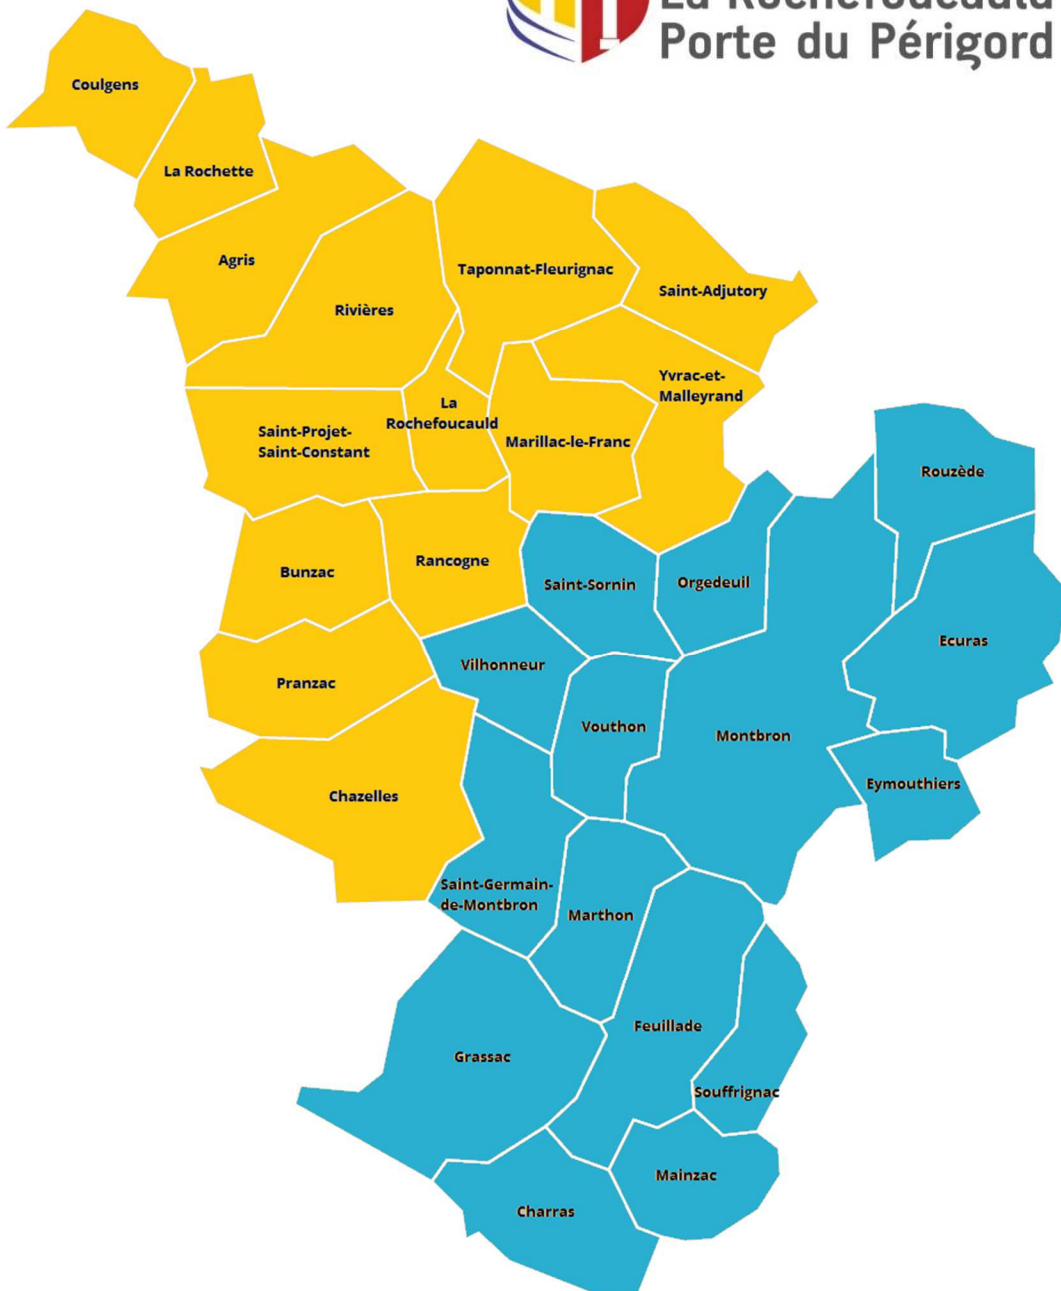 Porte du Périgord
Coulgens
La Rochette
Agris
Taponnat-Fleurignac
Saint-Adjutory
Rivières
Yvrac-et-
Malleyrand
La
Rochefoucauld
Saint-Projet-
Saint-Constant
Marillac-le-Franc
Rouzède
Rancogne
Bunzac
Saint-Sornin
Orgedeuil
Ecuras
Vilhonneur
Pranzac
Vouthon
Montbron
Eymouthiers
Chazelles
Saint-Germain-
de-Montbron
Marthon
Feuillade
Grassac
Souffrignac
Mainzac
Charras